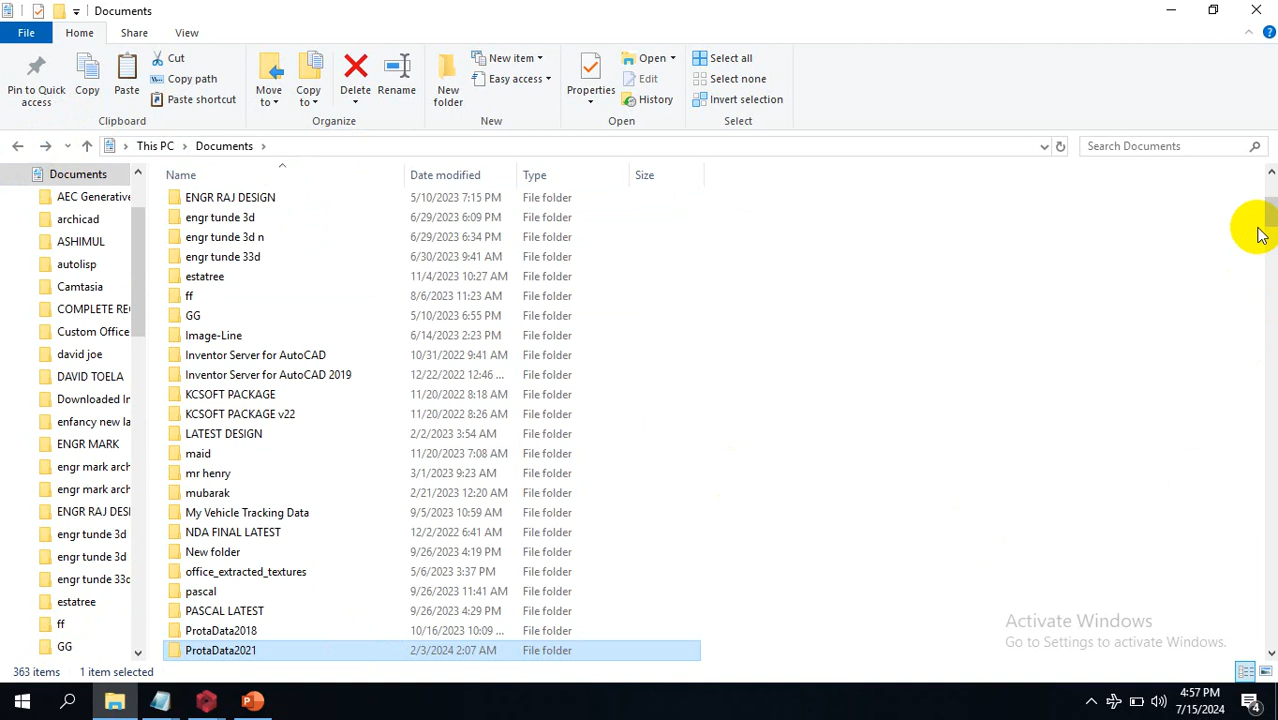 Documents
File Home Share View
Pin to Quick access
Copy
Paste
Cut
Copy path
Paste shortcut
Clipboard
Move to
Copy to
Delete
Rename
Organize
New folder
New item
Easy access
New
Properties
Open
Edit
History
Open
Select all
Select none
Invert selection
Select
This PC Documents
Search Documents
Documents
AEC Generative
archicad
ASHIMUL
autolisp
Camtasia
COMPLETE RE
Custom Office
david joe
DAVID TOELA
Downloaded In
enfancy new la
ENGR MARK
engr mark arch
engr mark arch
ENGR RAJ DESI
engr tunde 3d
engr tunde 3d
engr tunde 33d
estatree
ff
GG
Name Date modified Type Size
ENGR RAJ DESIGN 5/10/2023 7:15 PM File folder
engr tunde 3d 6/29/2023 6:09 PM File folder
engr tunde 3d n 6/29/2023 6:34 PM File folder
engr tunde 33d 6/30/2023 9:41 AM File folder
estatree 11/4/2023 10:27 AM File folder
ff 8/6/2023 11:23 AM File folder
GG 5/10/2023 6:55 PM File folder
Image-Line 6/14/2023 2:23 PM File folder
Inventor Server for AutoCAD 10/31/2022 9:41 AM File folder
Inventor Server for AutoCAD 2019 12/22/2022 12:46 ... File folder
KCSOFT PACKAGE 11/20/2022 8:18 AM File folder
KCSOFT PACKAGE v22 11/20/2022 8:26 AM File folder
LATEST DESIGN 2/2/2023 3:54 AM File folder
maid 11/20/2023 7:08 AM File folder
mr henry 3/1/2023 9:23 AM File folder
mubarak 2/21/2023 12:20 AM File folder
My Vehicle Tracking Data 9/5/2023 10:59 AM File folder
NDA FINAL LATEST 12/2/2022 6:41 AM File folder
New folder 9/26/2023 4:19 PM File folder
office_extracted_textures 5/6/2023 3:37 PM File folder
pascal 9/26/2023 11:41 AM File folder
PASCAL LATEST 9/26/2023 4:29 PM File folder
ProtaData2018 10/16/2023 10:09 ... File folder
ProtaData2021 2/3/2024 2:07 AM File folder
Activate Windows
Go to Settings to activate Windows.
363 items 1 item selected
4:57 PM
7/15/2024
4